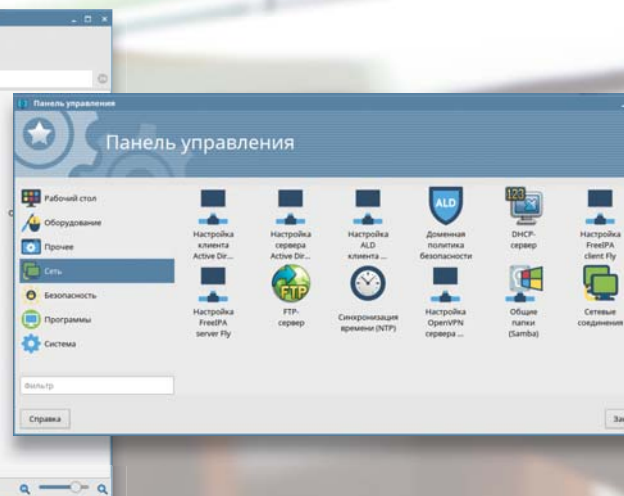 Панель управления
Панель управления
Рабочий стол
Оборудование
Прочее
Сеть
Безопасность
Программы
Система
Фильтр
Справка
Настройка
клиента
Active Dir...
Настройка
сервера
Active Dir...
Настройка
ALD
клиента ...
ALD
Доменная
политика
безопасности
123
DHCP-
сервер
Настройка
FreeIPA
client Fly
Настройка
FreeIPA
server Fly
FTP
FTP-
сервер
Синхронизация
времени (NTP)
Настройка
OpenVPN
сервера ...
Общие
папки
(Samba)
Сетевые
соединения